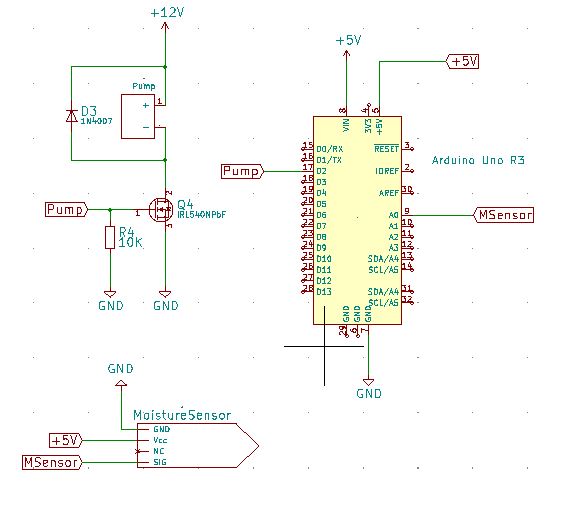 +12V
Pump
+
1
-
D3
1N4007
2
Q4
IRL540NPbF
Pump
1
3
R4
10K
GND
GND
+5V
+5V
8
4
5
VIN
3V3
+5V
Arduino Uno R3
15 D0/RX
16 D1/TX
Pump
17 D2
18 D3
19 D4
20 D5
21 D6
22 D7
23 D8
24 D9
25 D10
26 D11
27 D12
28 D13
RESET 3
IOREF 2
AREF 30
A0 9
MSensor
A1 10
A2 11
A3 12
SDA/A4 13
SCL/A5 14
SDA/A4 31
SCL/A5 32
GND
GND
GND
29
6
7
GND
GND
MoistureSensor
GND
+5V
Vcc
NC
MSensor
SIG